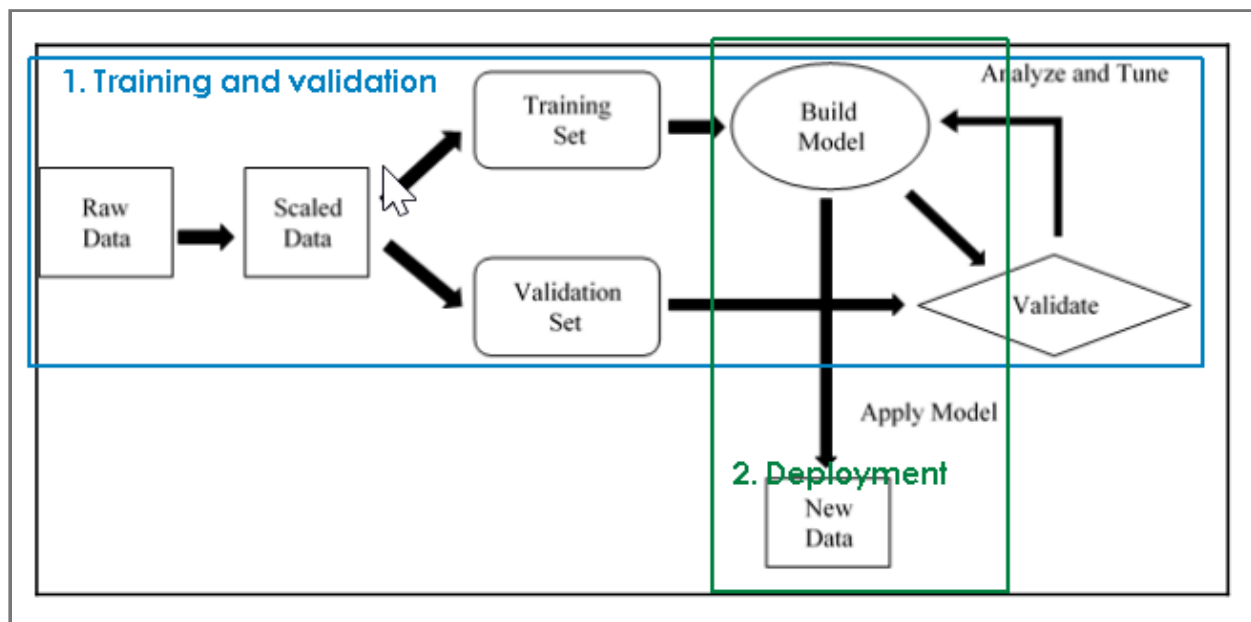 1. Training and validation
Analyze and Tune
Training
Set
Build
Model
Raw
Data
Scaled
Data
Validation
Set
Validate
Apply Model
2. Deployment
New
Data